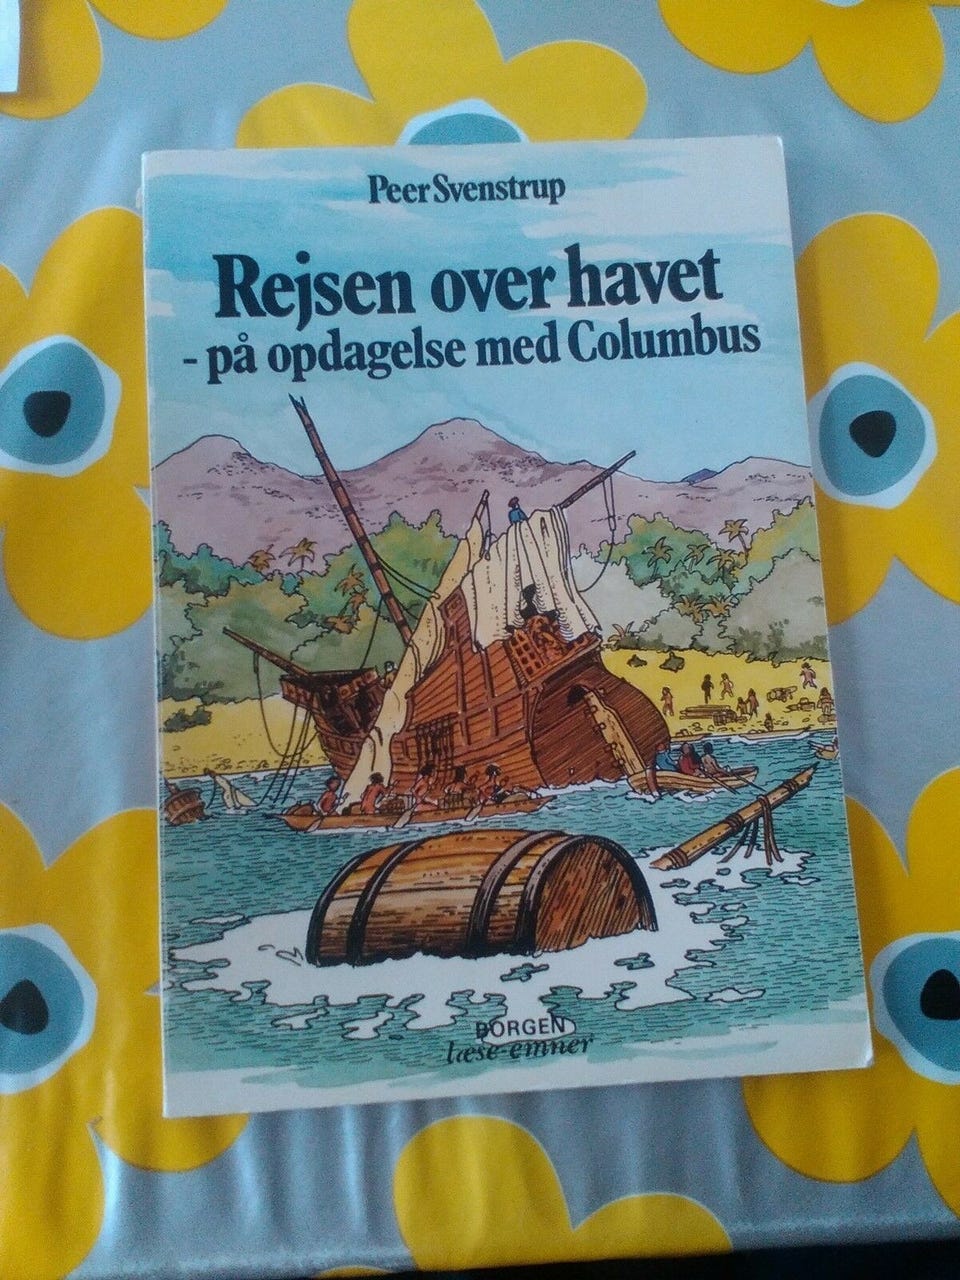 Peer Svenstrup
Rejsen over havet
- på opdagelse med Columbus
BORGEN
læse-emner